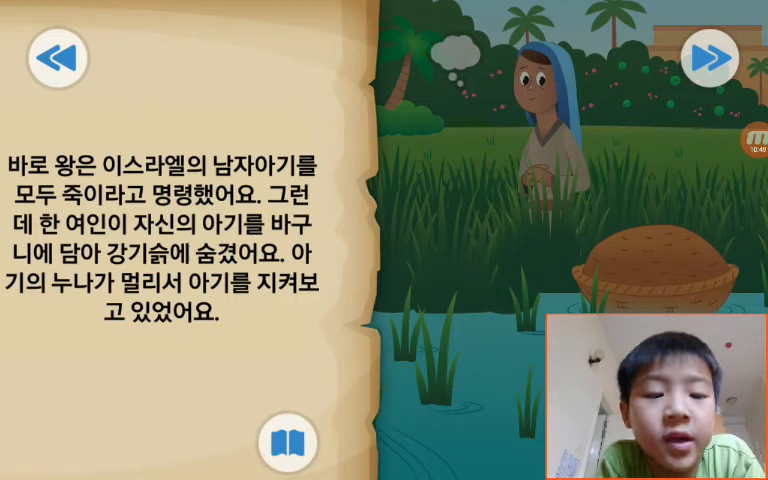 바로 왕은 이스라엘의 남자아기를
모두 죽이라고 명령했어요. 그런
데 한 여인이 자신의 아기를 바구
니에 담아 강기슭에 숨겼어요. 아
기의 누나가 멀리서 아기를 지켜보
고 있었어요.
10:49